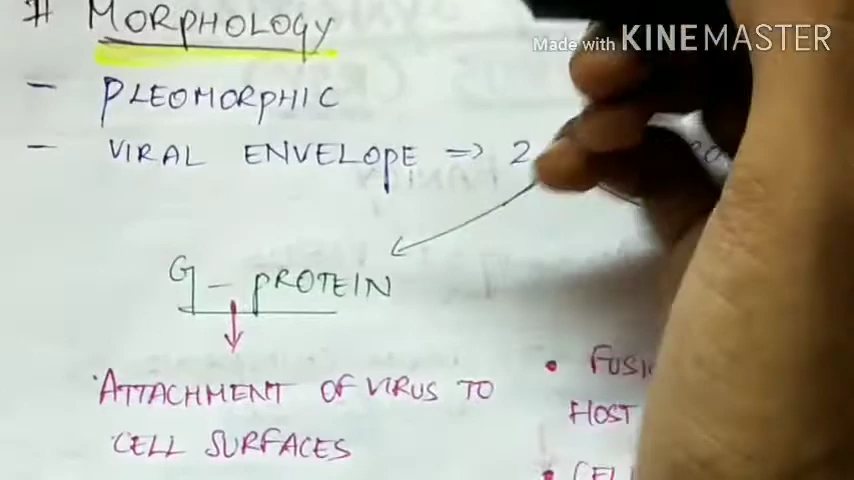 # MORPHOLOGY
Made with KINEMASTER
- PLEOMORPHIC
- VIRAL ENVELOPE => 2
G - PROTEIN
ATTACHMENT OF VIRUS TO
CELL SURFACES
• 
HOST
•